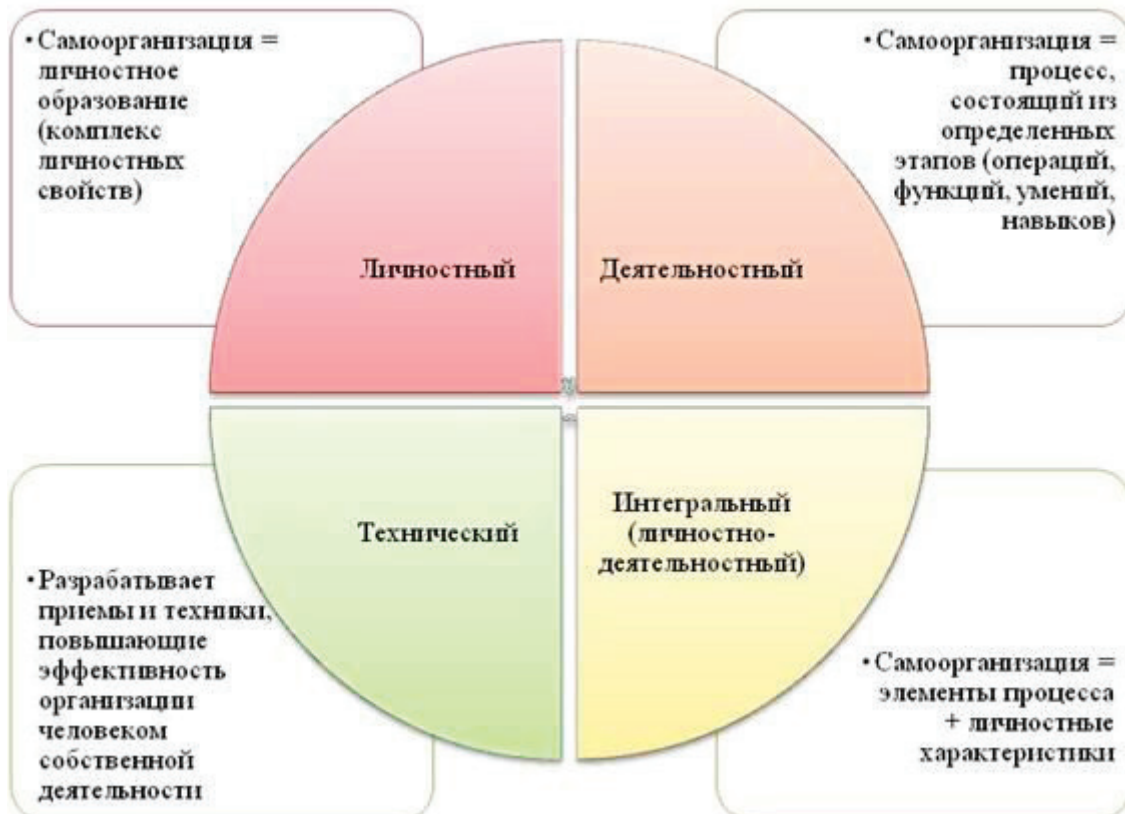 • Самоорганизация =
личностное
образование
(комплекс
личностных
свойств)
Личностный
• Самоорганизация =
процесс,
состоящий из
определенных
этапов (операций,
функций, умений,
навыков)
Деятельностный
Технический
• Разрабатывает
приемы и техники,
повышающие
эффективность
организации
человеком
собственной
деятельности
Интегральный
(личностно-
деятельностный)
• Самоорганизация =
элементы процесса
+ личностные
характеристики